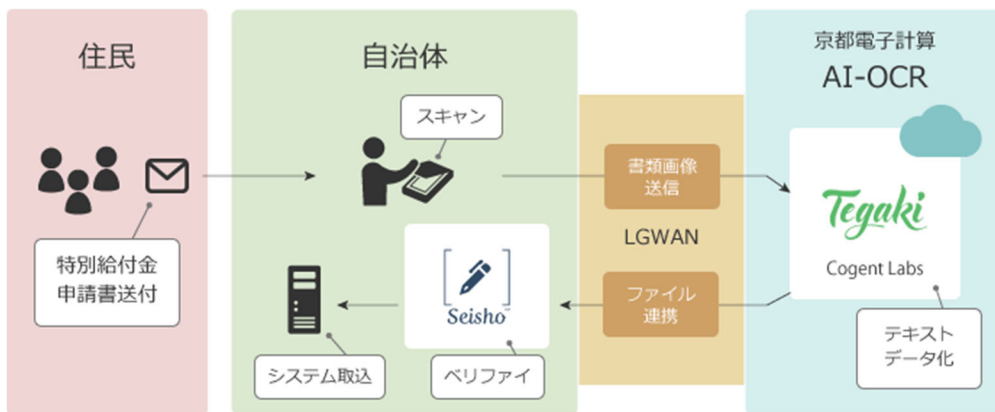 住民
特別給付金
申請書送付
自治体
スキャン
書類画像
送信
LGWAN
ファイル
連携
京都電子計算
AI-OCR
Tegaki
Cogent Labs
テキスト
データ化
Seisho™
ベリファイ
システム取込